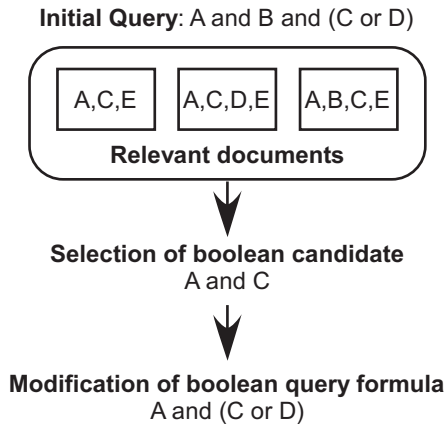 Initial Query: A and B and (C or D)
A,C,E A,C,D,E A,B,C,E
Relevant documents
Selection of boolean candidate
A and C
Modification of boolean query formula
A and (C or D)